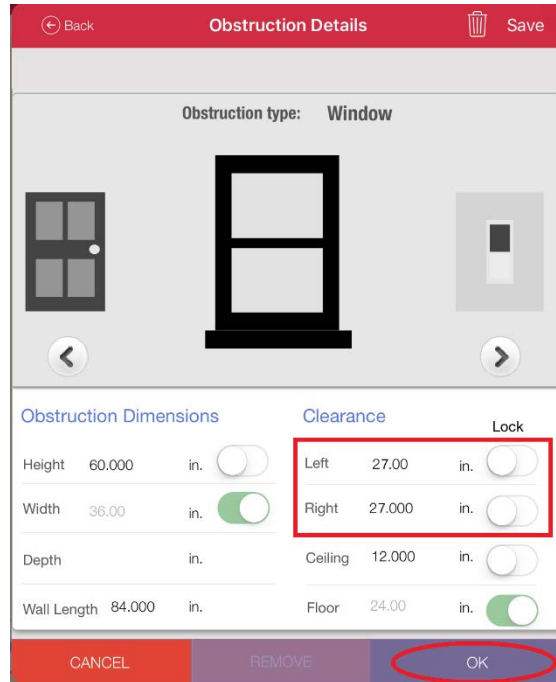 Back Obstruction Details Save
Obstruction type: Window
Obstruction Dimensions Clearance
Lock
Height 60.000 in. Left 27.00 in.
Width 36.00 in. Right 27.000 in.
Depth in. Ceiling 12.000 in.
Wall Length 84.000 in. Floor 24.00 in.
CANCEL REMOVE OK